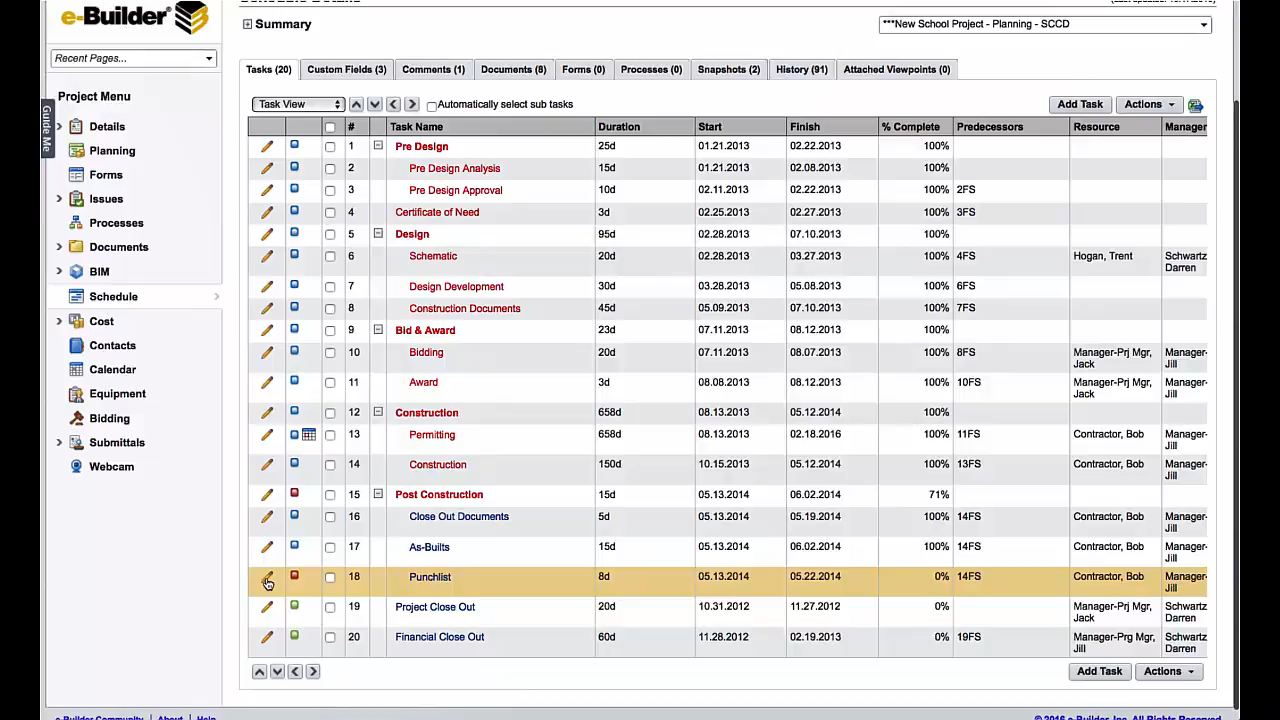 e-Builder
Summary
***New School Project - Planning - SCCD
Recent Pages...
Tasks (20) Custom Fields (3) Comments (1) Documents (8) Forms (0) Processes (0) Snapshots (2) History (91) Attached Viewpoints (0)
Project Menu
Guide Me
Details
Planning
Forms
Issues
Processes
Documents
BIM
Schedule
Cost
Contacts
Calendar
Equipment
Bidding
Submittals
Webcam
Task View Automatically select sub tasks Add Task Actions
# Task Name Duration Start Finish % Complete Predecessors Resource Manager
1 Pre Design 25d 01.21.2013 02.22.2013 100%
2 Pre Design Analysis 15d 01.21.2013 02.08.2013 100%
3 Pre Design Approval 10d 02.11.2013 02.22.2013 100% 2FS
4 Certificate of Need 3d 02.25.2013 02.27.2013 100% 3FS
5 Design 95d 02.28.2013 07.10.2013 100%
6 Schematic 20d 02.28.2013 03.27.2013 100% 4FS Hogan, Trent Schwartz
Darren
7 Design Development 30d 03.28.2013 05.08.2013 100% 6FS
8 Construction Documents 45d 05.09.2013 07.10.2013 100% 7FS
9 Bid & Award 23d 07.11.2013 08.12.2013 100%
10 Bidding 20d 07.11.2013 08.07.2013 100% 8FS Manager-Prj Mgr, Manager-
Jack Jill
11 Award 3d 08.08.2013 08.12.2013 100% 10FS Manager-Prj Mgr, Manager-
Jack Jill
12 Construction 658d 08.13.2013 05.12.2014 100%
13 Permitting 658d 08.13.2013 02.18.2016 100% 11FS Contractor, Bob Manager-
Jill
14 Construction 150d 10.15.2013 05.12.2014 100% 13FS Contractor, Bob Manager-
Jill
15 Post Construction 15d 05.13.2014 06.02.2014 71%
16 Close Out Documents 5d 05.13.2014 05.19.2014 100% 14FS Contractor, Bob Manager-
Jill
17 As-Builts 15d 05.13.2014 06.02.2014 100% 14FS Contractor, Bob Manager-
Jill
18 Punchlist 8d 05.13.2014 05.22.2014 0% 14FS Contractor, Bob Manager-
Jill
19 Project Close Out 20d 10.31.2012 11.27.2012 0% Manager-Prj Mgr, Schwartz
Jack Darren
20 Financial Close Out 60d 11.28.2012 02.19.2013 0% 19FS Manager-Prg Mgr, Schwartz
Jill Darren
Add Task Actions
e-Builder Community | About | Help
© 2016 e-Builder, Inc. All Rights Reserved